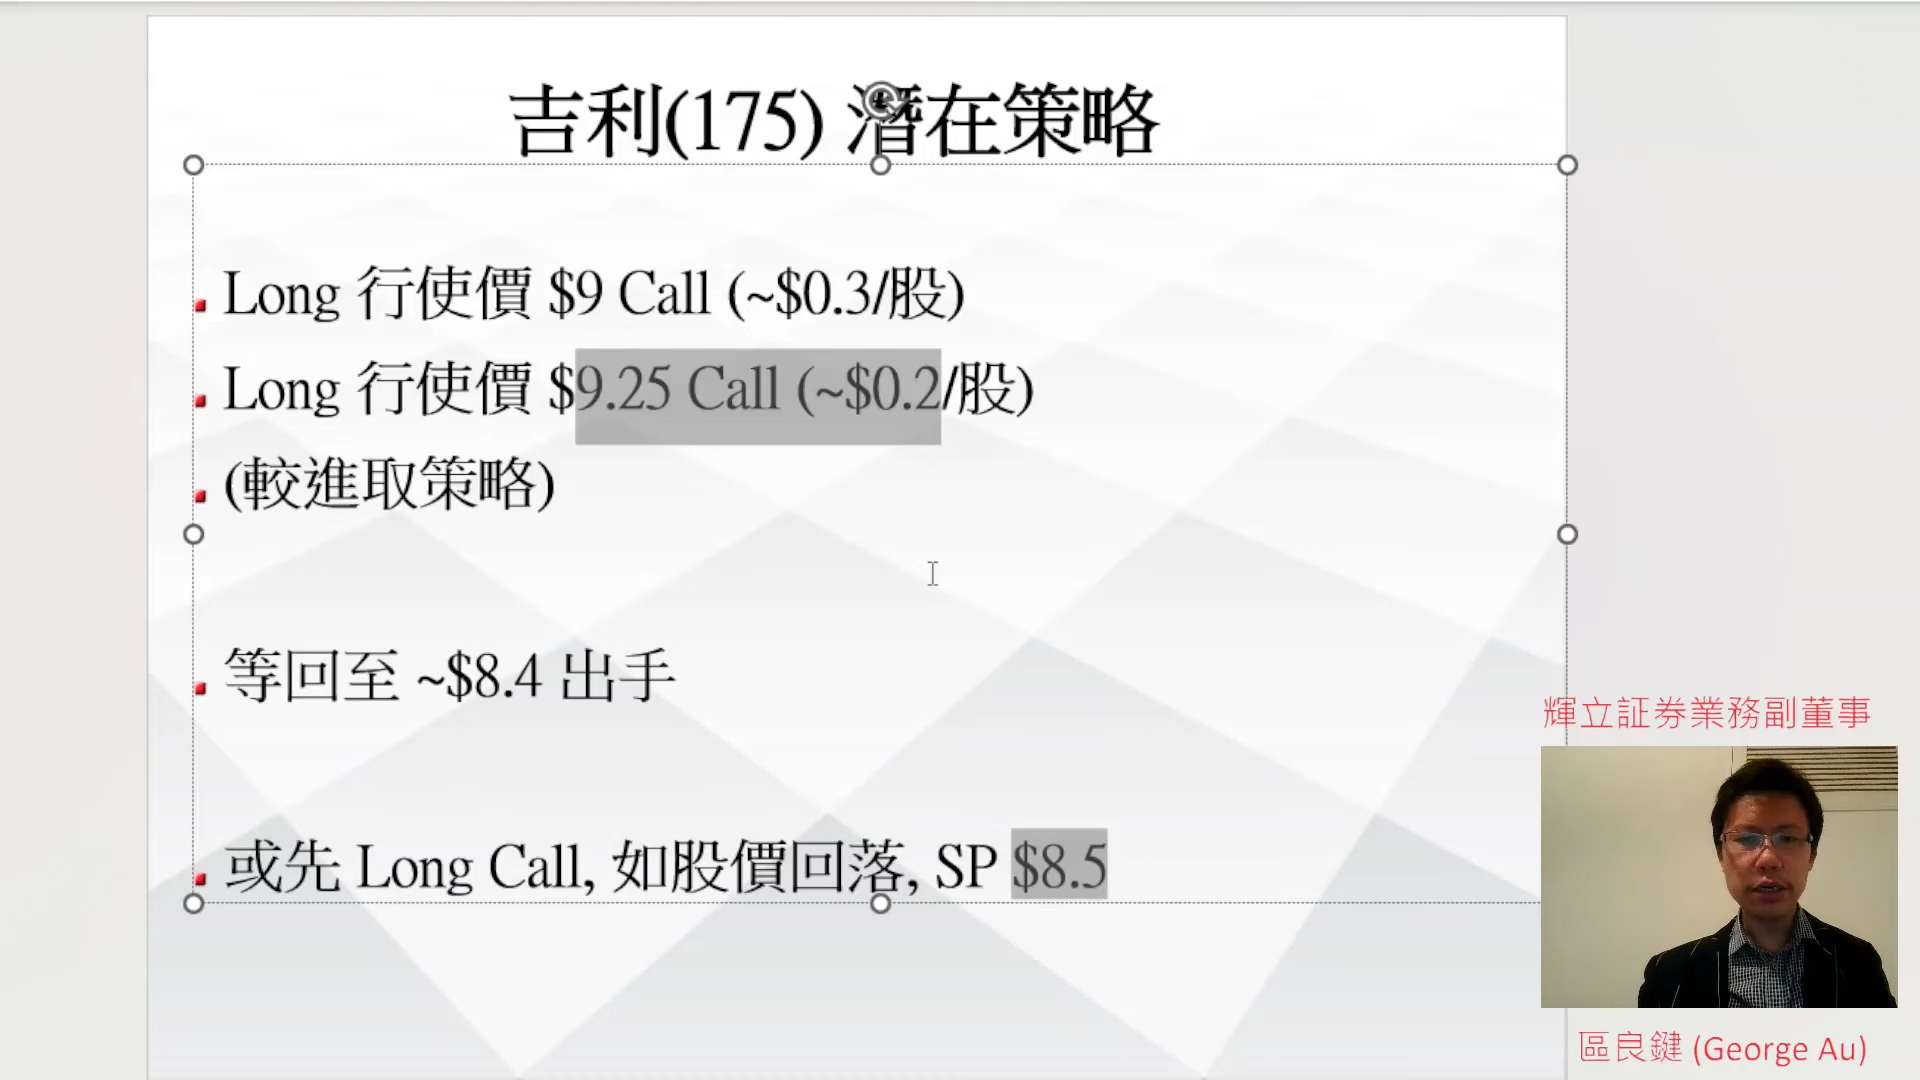 吉利(175) 潛在策略
Long 行使價 $9 Call (~$0.3/股)
Long 行使價 $9.25 Call (~$0.2/股)
(較進取策略)
等回至 ~$8.4 出手
或先 Long Call, 如股價回落, SP $8.5
輝立証券業務副董事
區良鍵 (George Au)